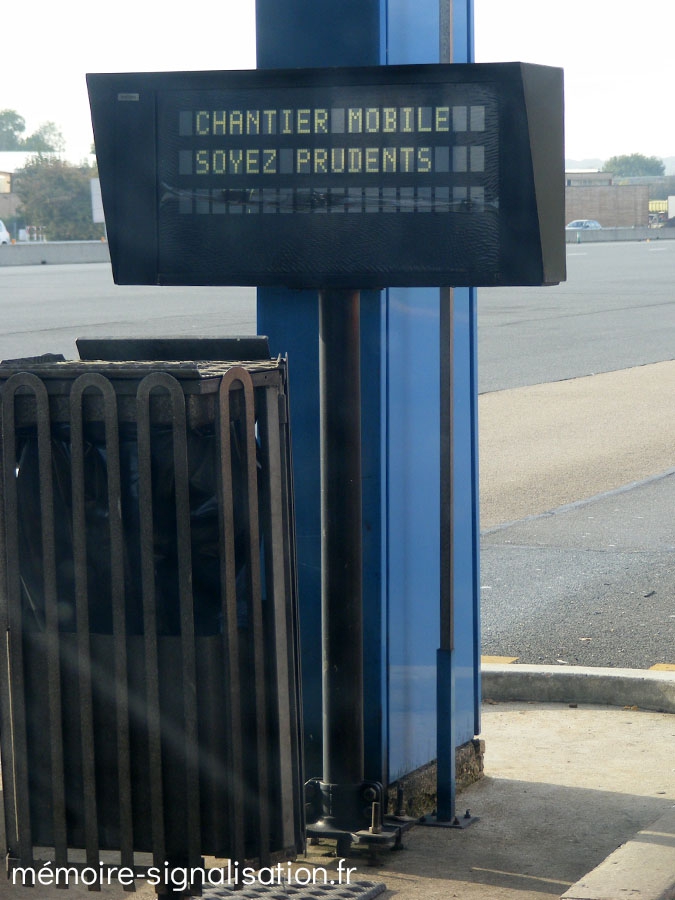 CHANTIER MOBILE
SOYEZ PRUDENTS
mémoire-signalisation.fr